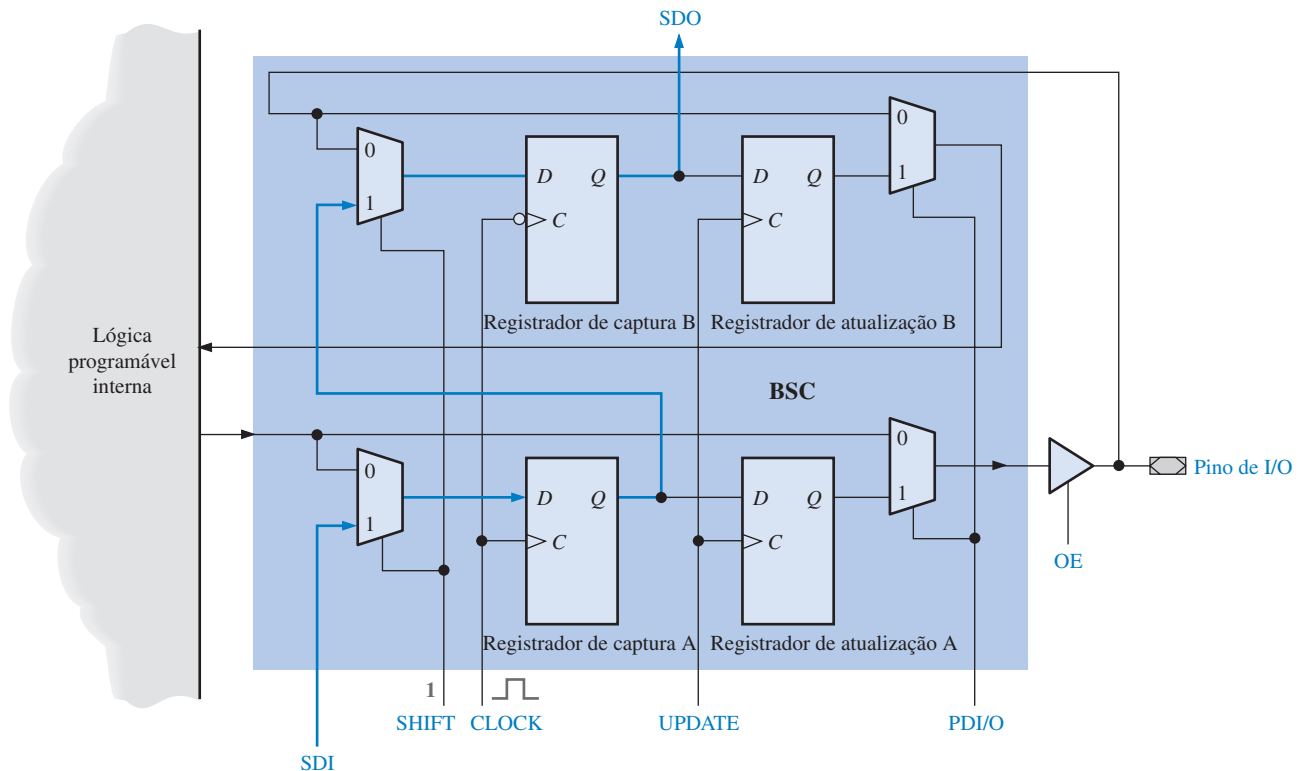 SDO
0
1
D
Q
C
D
Q
C
0
1
Registrador de captura B
Registrador de atualização B
Lógica
programável
interna
BSC
0
1
D
Q
C
D
Q
C
0
1
Pino de I/O
OE
Registrador de captura A
Registrador de atualização A
1
SHIFT
CLOCK
UPDATE
PDI/O
SDI